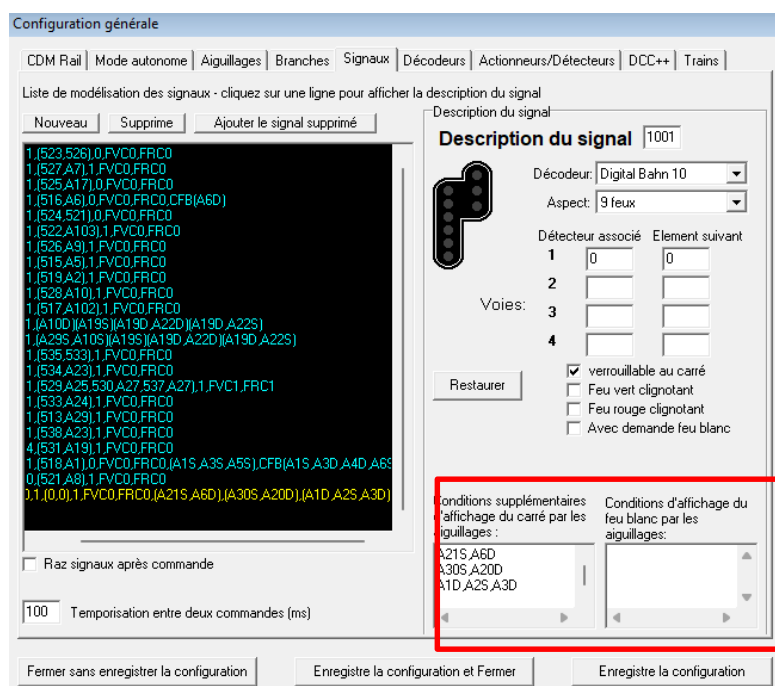 Configuration générale
CDM Rail Mode autonome Aiguillages Branches Signaux Décodeurs Actionneurs/Détecteurs DCC++ Trains
Liste de modélisation des signaux - cliquez sur une ligne pour afficher la description du signal
Nouveau Supprime Ajouter le signal supprimé
1,(523,526),0,FVC0,FRC0
1,(527,A7),1,FVC0,FRC0
1,(525,A17),0,FVC0,FRC0
1,(516,A6),0,FVC0,FRC0,CFB(A6D)
1,(524,521),0,FVC0,FRC0
1,(522,A103),1,FVC0,FRC0
1,(526,A9),1,FVC0,FRC0
1,(515,A5),1,FVC0,FRC0
1,(519,A2),1,FVC0,FRC0
1,(528,A10),1,FVC0,FRC0
1,(517,A102),1,FVC0,FRC0
1,(A10D)(A19S)(A19D,A22D)(A19D,A22S)
1,(A29S,A10S)(A19S)(A19D,A22D)(A19D,A22S)
1,(535,533),1,FVC0,FRC0
1,(534,A23),1,FVC0,FRC0
1,(529,A25,530,A27,537,A27),1,FVC1,FRC1
1,(533,A24),1,FVC0,FRC0
1,(513,A29),1,FVC0,FRC0
1,(538,A23),1,FVC0,FRC0
4,(531,A19),1,FVC0,FRC0
1,(518,A1),0,FVC0,FRC0,(A1S,A3S,A5S),CFB(A1S,A3D,A4D,A6S
0,(521,A8),1,FVC0,FRC0
),1,(0,0),1,FVC0,FRC0,(A21S,A6D),(A30S,A20D),(A1D,A2S,A3D)
Raz signaux après commande
100 Temporisation entre deux commandes (ms)
Description du signal
Description du signal 1001
Décodeur: Digital Bahn 10
Aspect: 9 feux
Détecteur associé Element suivant
1 0 0
2
Voies:
3
4
Restaurer
verrouillable au carré
Feu vert clignotant
Feu rouge clignotant
Avec demande feu blanc
Conditions supplémentaires
d'affichage du carré par les
aiguillages :
A21S,A6D
A30S,A20D
A1D,A2S,A3D
Conditions d'affichage du
feu blanc par les
aiguillages:
Fermer sans enregistrer la configuration Enregistre la configuration et Fermer Enregistre la configuration